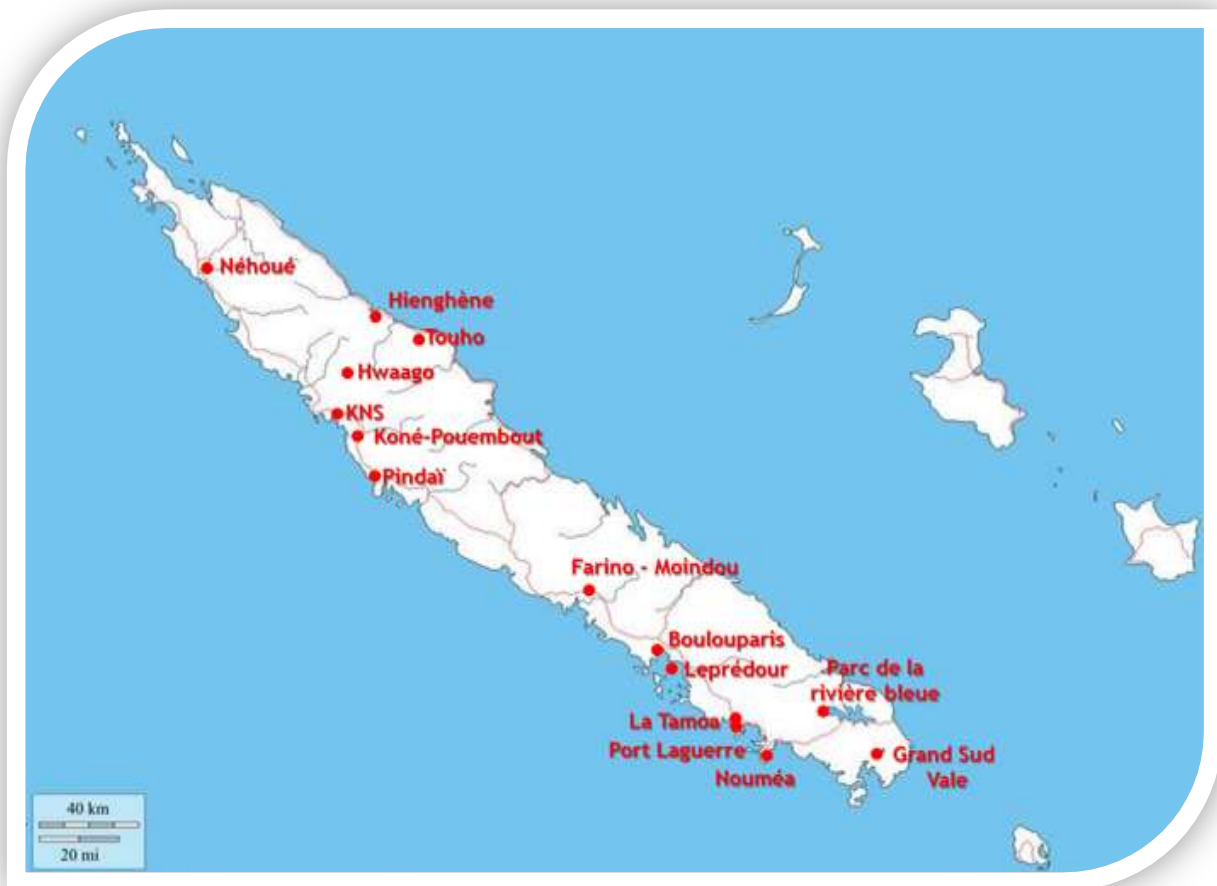 Néhoué
Hienghène
Touho
Hwaago
KNS
Koné-Pouembout
Pindaï
Farino - Moindou
Boulouparis
Leprédour
Parc de la
rivière bleue
La Tamoa
Port Laguerre
Nouméa
Grand Sud
Vale
40 km
20 mi